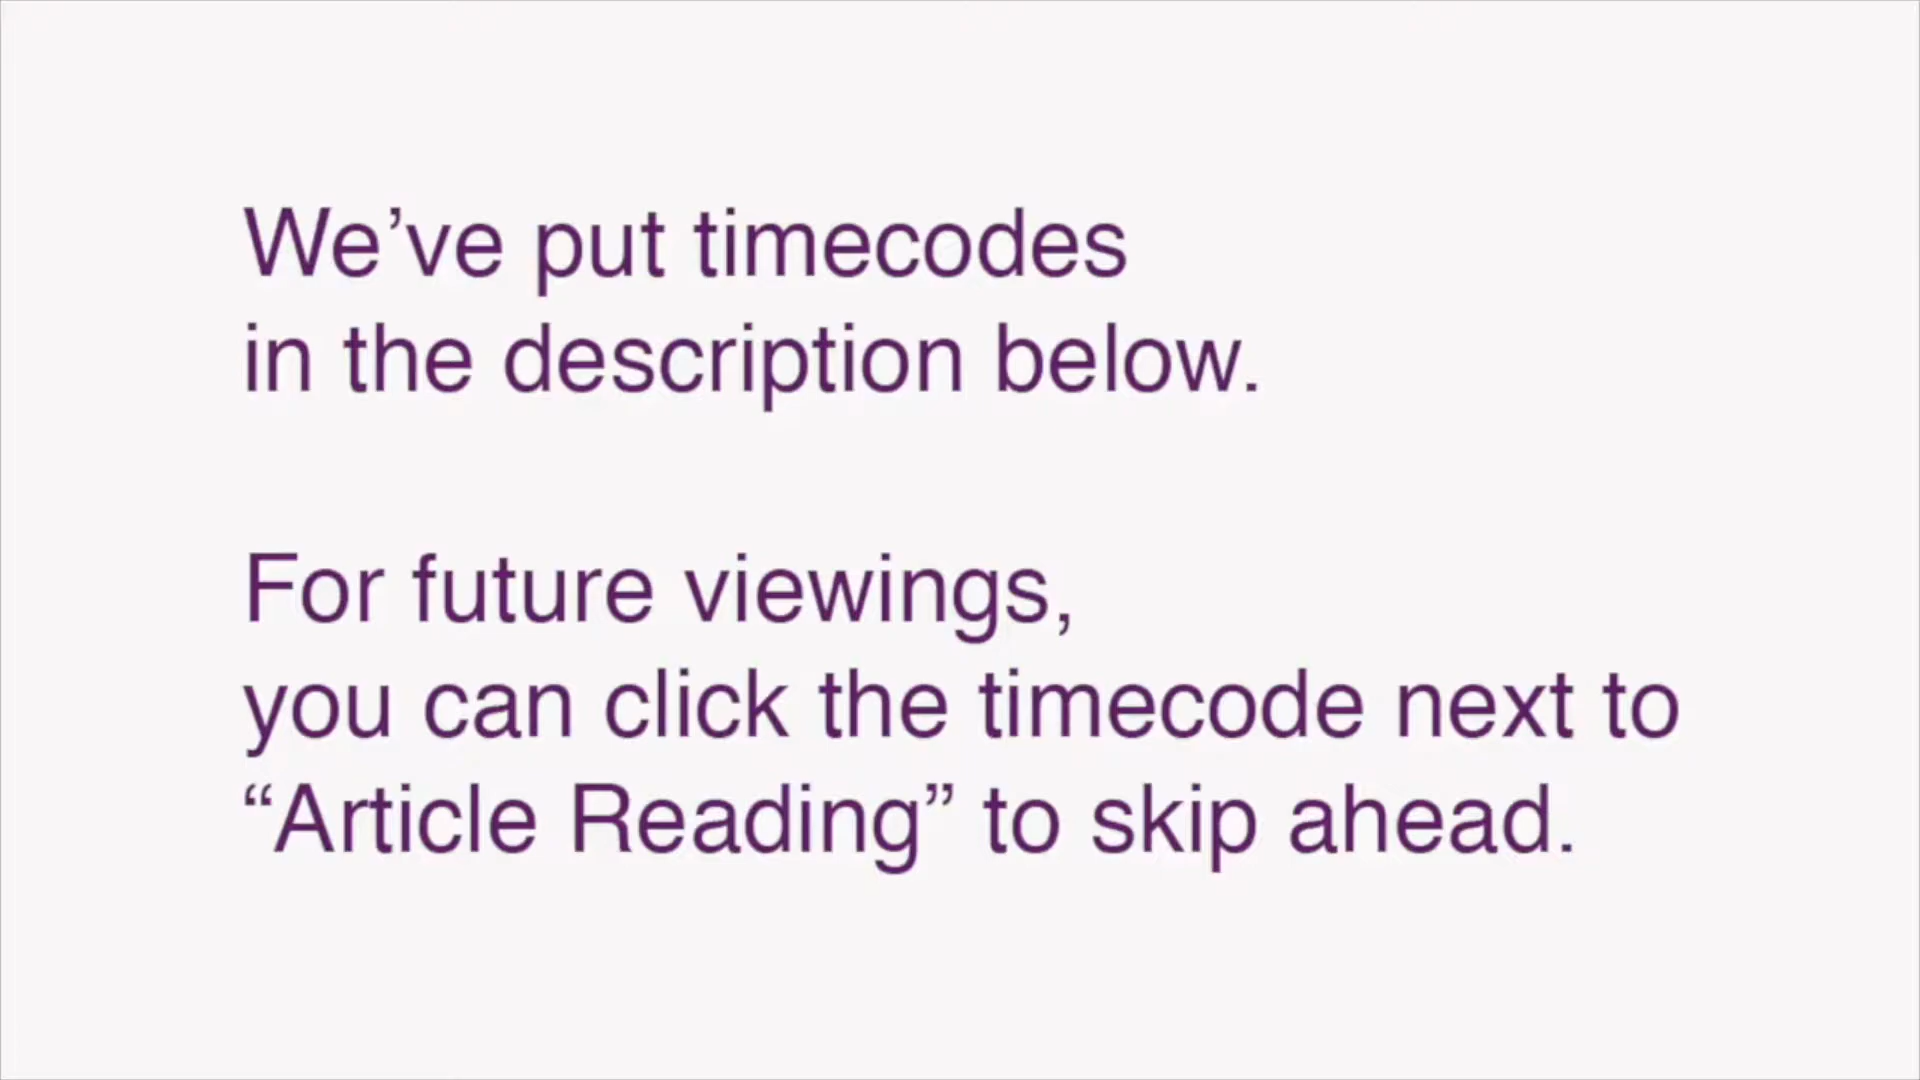 We’ve put timecodes
in the description below.
For future viewings,
you can click the timecode next to
“Article Reading” to skip ahead.